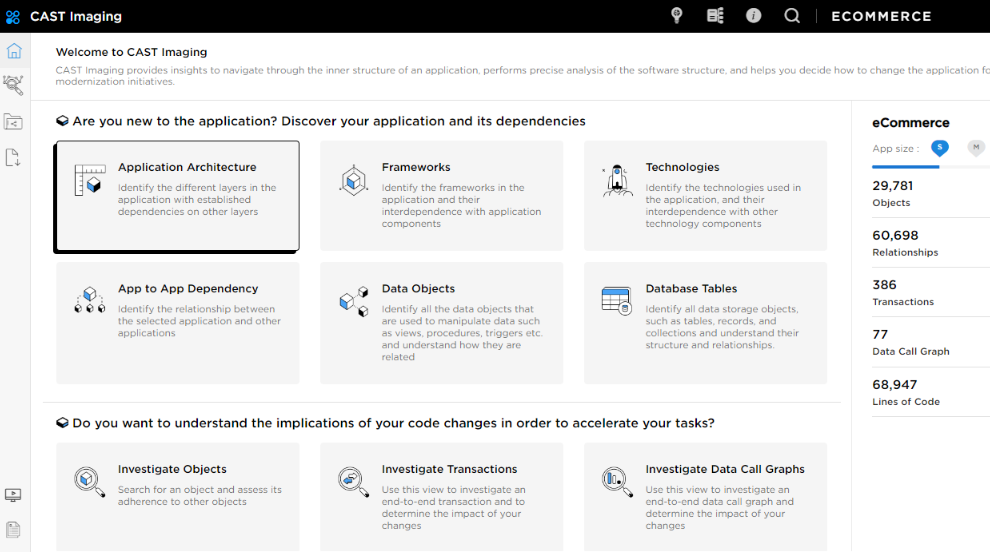 CAST Imaging
ECOMMERCE
Welcome to CAST Imaging
CAST Imaging provides insights to navigate through the inner structure of an application, performs precise analysis of the software structure, and helps you decide how to change the application
modernization initiatives.
Are you new to the application? Discover your application and its dependencies
Application Architecture
Identify the different layers in the
application with established
dependencies on other layers
Frameworks
Identify the frameworks in the
application and their
interdependence with application
components
Technologies
Identify the technologies used in
the application, and their
interdependence with other
technology components
App to App Dependency
Identify the relationship between
the selected application and other
applications
Data Objects
Identify all the data objects that
are used to manipulate data such
as views, procedures, triggers etc.
and understand how they are
related
Database Tables
Identify all data storage objects,
such as tables, records, and
collections and understand their
structure and relationships.
Do you want to understand the implications of your code changes in order to accelerate your tasks?
Investigate Objects
Search for an object and assess its
adherence to other objects
Investigate Transactions
Use this view to investigate an
end-to-end transaction and to
determine the impact of your
changes
Investigate Data Call Graphs
Use this view to investigate an
end-to-end data call graph and
determine the impact of your
changes
eCommerce
App size : S M
29,781
Objects
60,698
Relationships
386
Transactions
77
Data Call Graph
68,947
Lines of Code